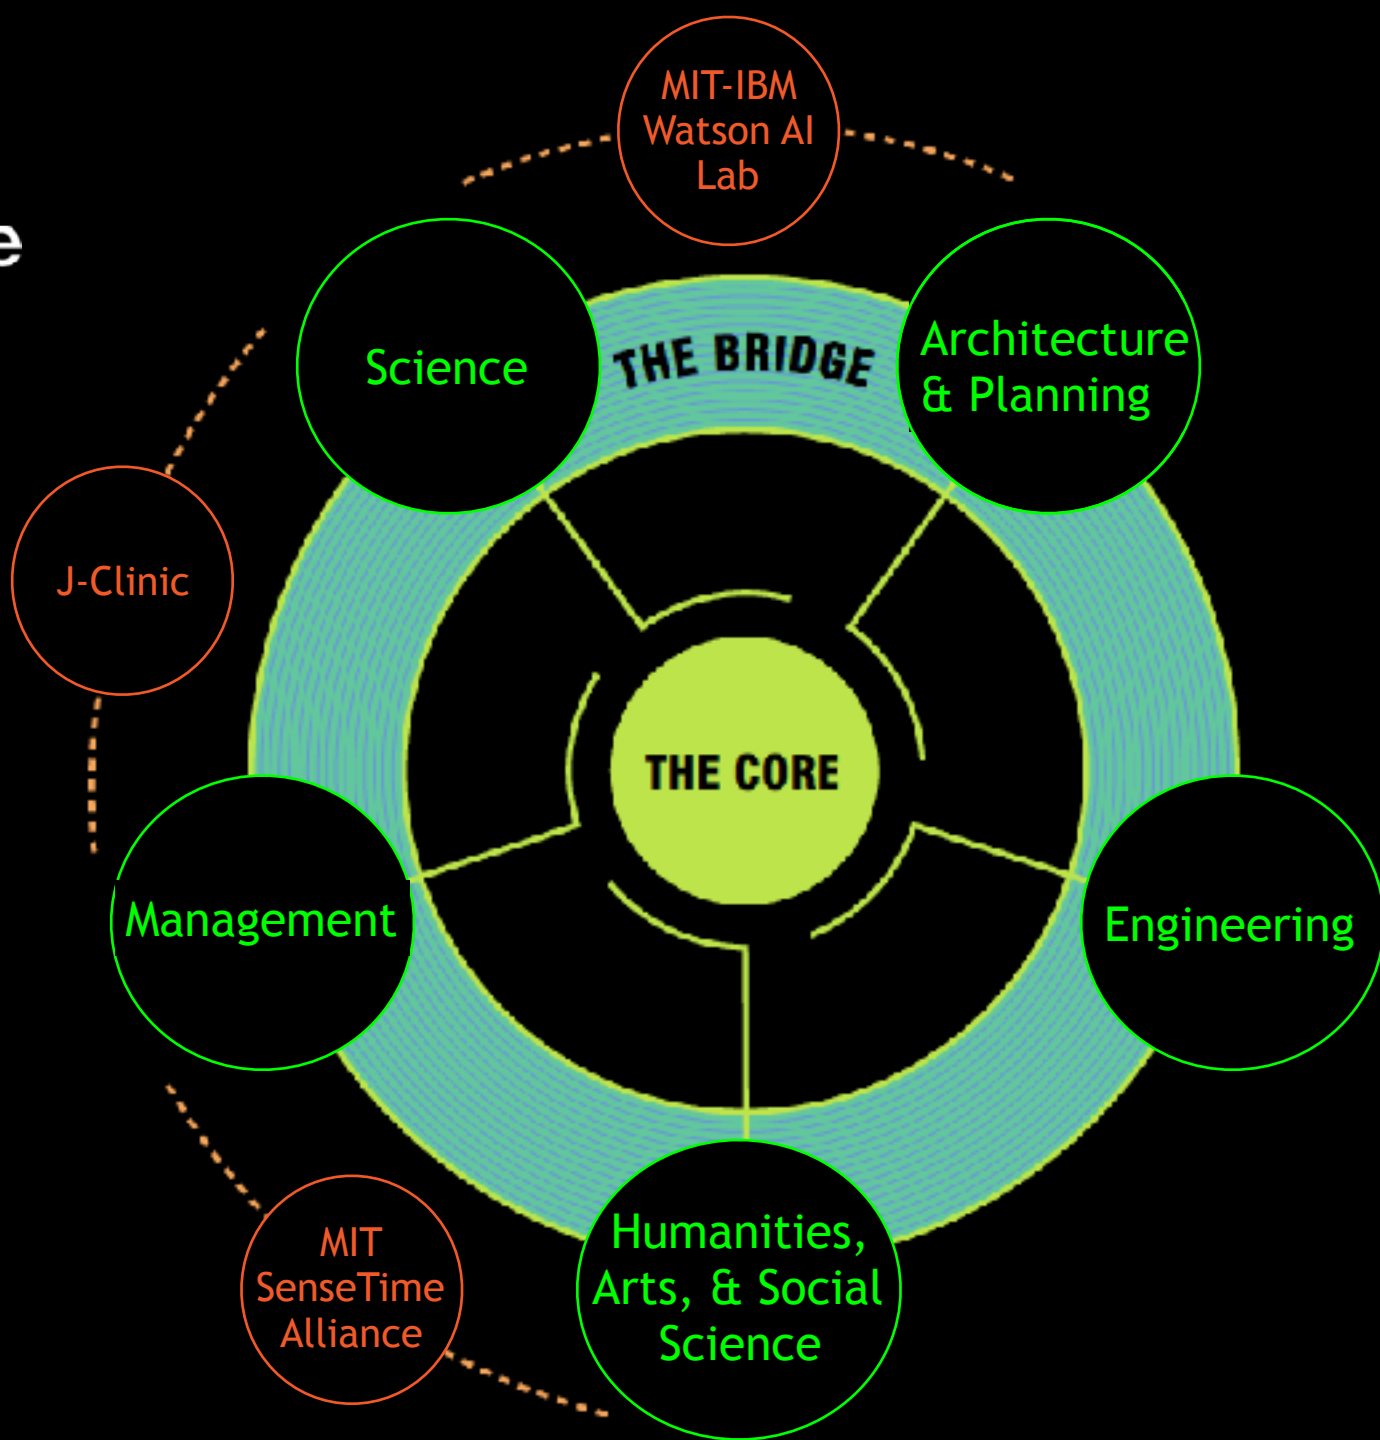 MIT-IBM
Watson AI
Lab
e
Science
THE BRIDGE
Architecture
& Planning
J-Clinic
THE CORE
Management
Engineering
Humanities,
Arts, & Social
Science
MIT
SenseTime
Alliance